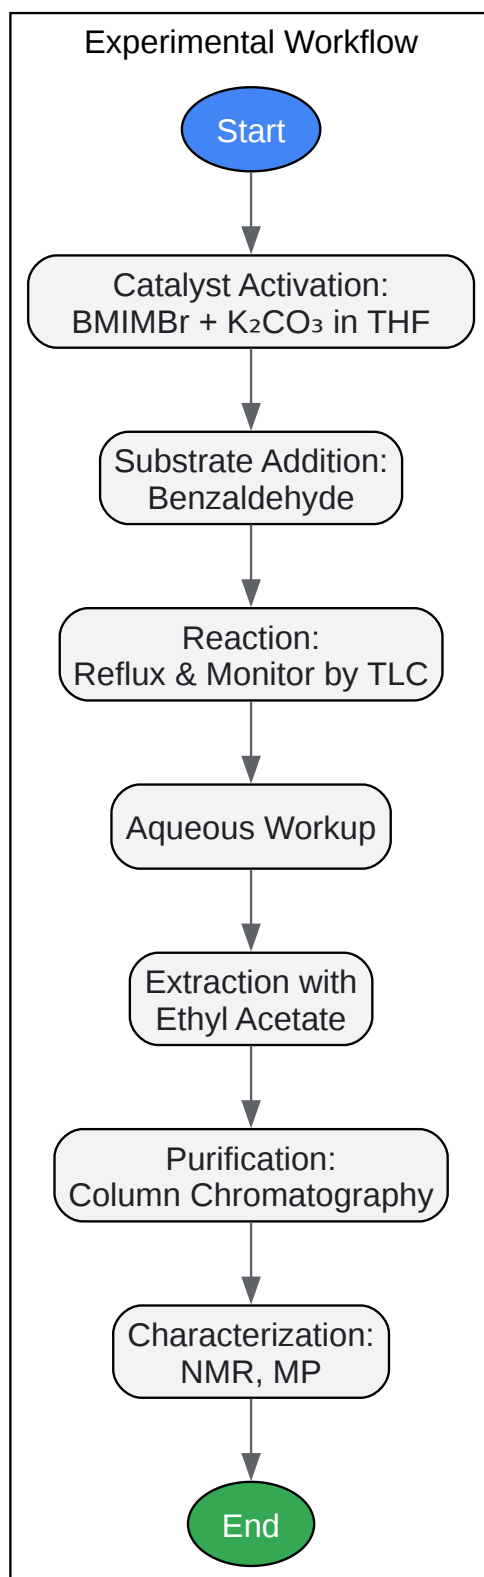 Experimental Workflow
Start
Catalyst Activation:
BMIMBr + K₂CO₃ in THF
Substrate Addition:
Benzaldehyde
Reaction:
Reflux & Monitor by TLC
Aqueous Workup
Extraction with
Ethyl Acetate
Purification:
Column Chromatography
Characterization:
NMR, MP
End